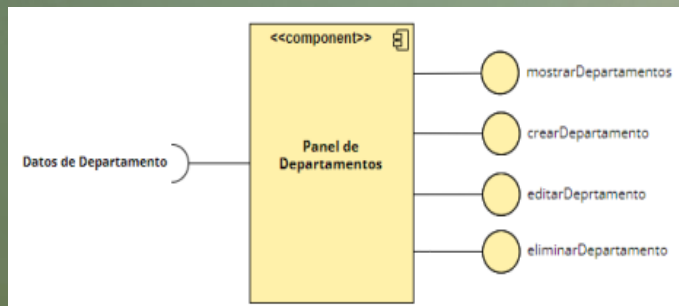 <<component>>
Panel de
Departamentos
Datos de Departamento
mostrarDepartamentos
crearDepartamento
editarDeprtamento
eliminarDepartamento